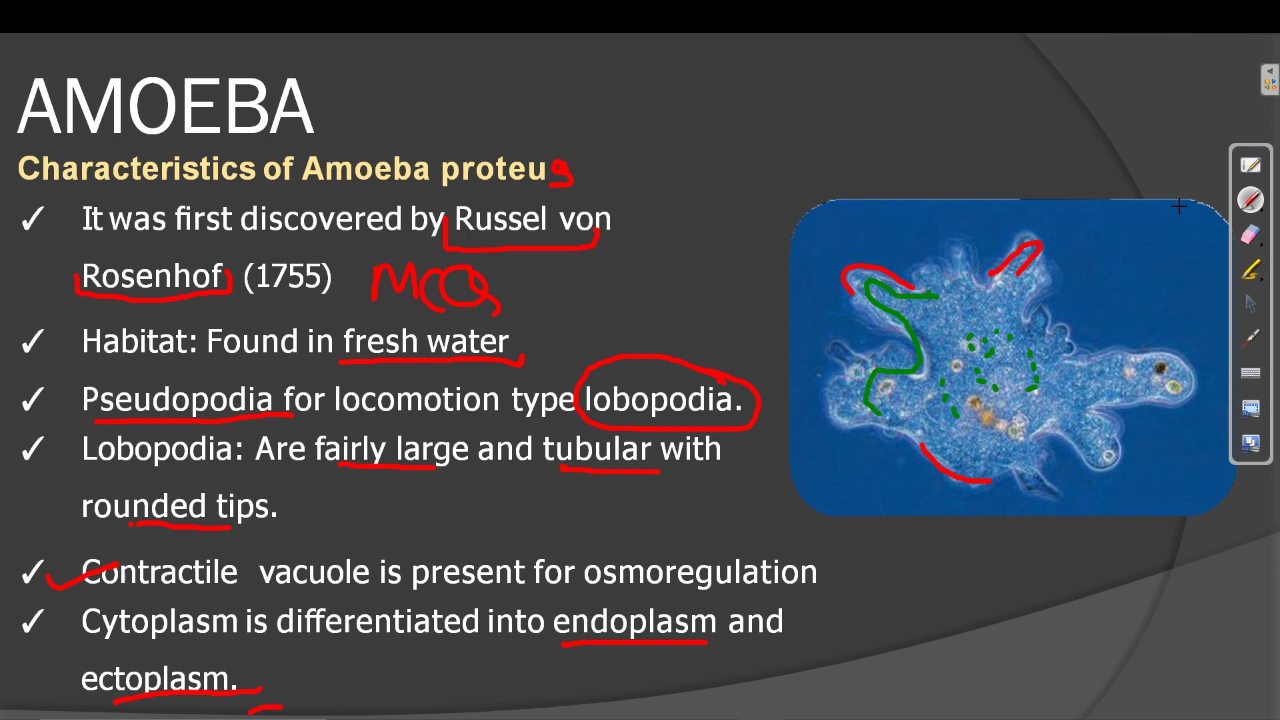 AMOEBA
Characteristics of Amoeba proteus
✓ It was first discovered by Russel von
Rosenhof (1755) MCQs
✓ Habitat: Found in fresh water
✓ Pseudopodia for locomotion type lobopodia.
✓ Lobopodia: Are fairly large and tubular with
rounded tips.
✓ Contractile vacuole is present for osmoregulation
✓ Cytoplasm is differentiated into endoplasm and
ectoplasm.